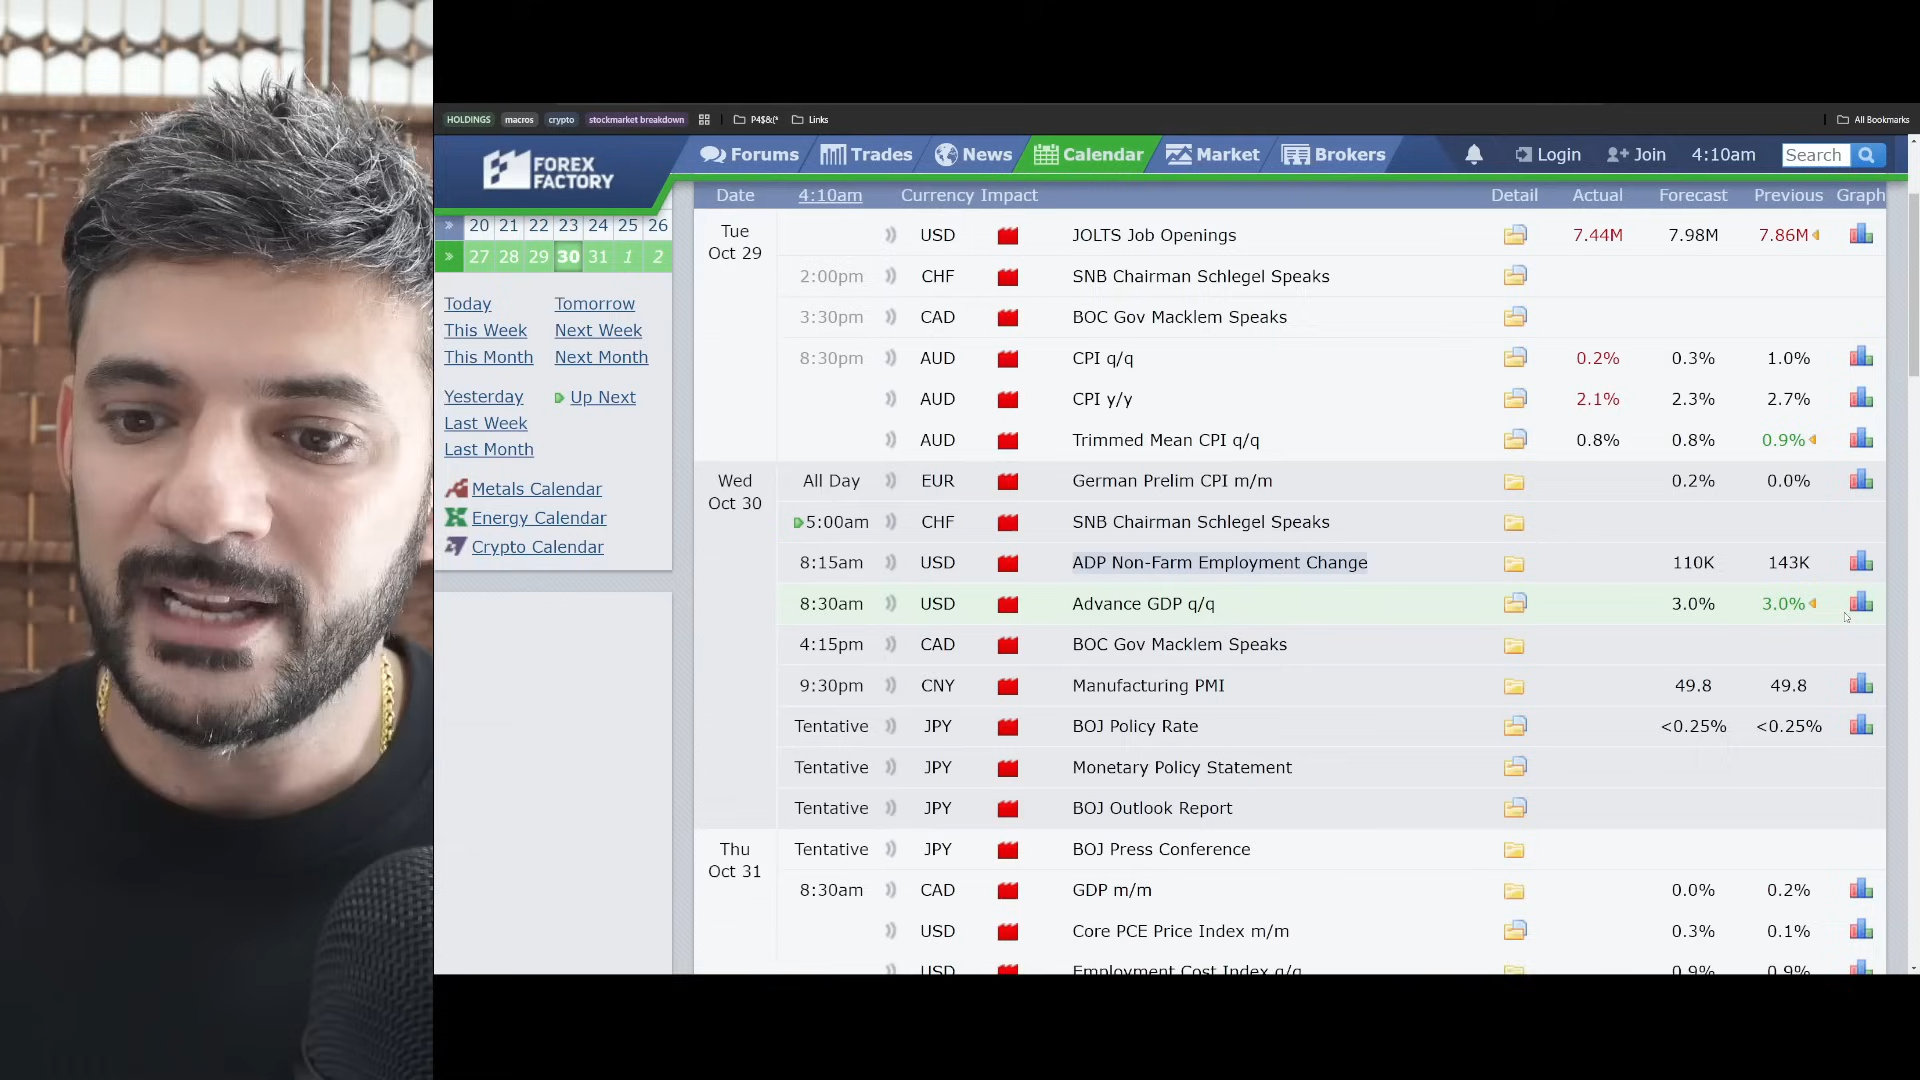 HOLDINGS macros crypto stockmarket breakdown P4$&(* Links All Bookmarks
FOREX FACTORY Forums Trades News Calendar Market Brokers Login Join 4:10am Search
» 20 21 22 23 24 25 26
» 27 28 29 30 31 1 2
Today Tomorrow
This Week Next Week
This Month Next Month
Yesterday Up Next
Last Week
Last Month
Metals Calendar
Energy Calendar
Crypto Calendar
Date 4:10am Currency Impact Detail Actual Forecast Previous Graph
Tue Oct 29
USD JOLTS Job Openings 7.44M 7.98M 7.86M
2:00pm CHF SNB Chairman Schlegel Speaks
3:30pm CAD BOC Gov Macklem Speaks
8:30pm AUD CPI q/q 0.2% 0.3% 1.0%
AUD CPI y/y 2.1% 2.3% 2.7%
AUD Trimmed Mean CPI q/q 0.8% 0.8% 0.9%
Wed Oct 30
All Day EUR German Prelim CPI m/m 0.2% 0.0%
5:00am CHF SNB Chairman Schlegel Speaks
8:15am USD ADP Non-Farm Employment Change 110K 143K
8:30am USD Advance GDP q/q 3.0% 3.0%
4:15pm CAD BOC Gov Macklem Speaks
9:30pm CNY Manufacturing PMI 49.8 49.8
Tentative JPY BOJ Policy Rate <0.25% <0.25%
Tentative JPY Monetary Policy Statement
Tentative JPY BOJ Outlook Report
Thu Oct 31
Tentative JPY BOJ Press Conference
8:30am CAD GDP m/m 0.0% 0.2%
USD Core PCE Price Index m/m 0.3% 0.1%
USD Employment Cost Index q/q 0.9% 0.9%